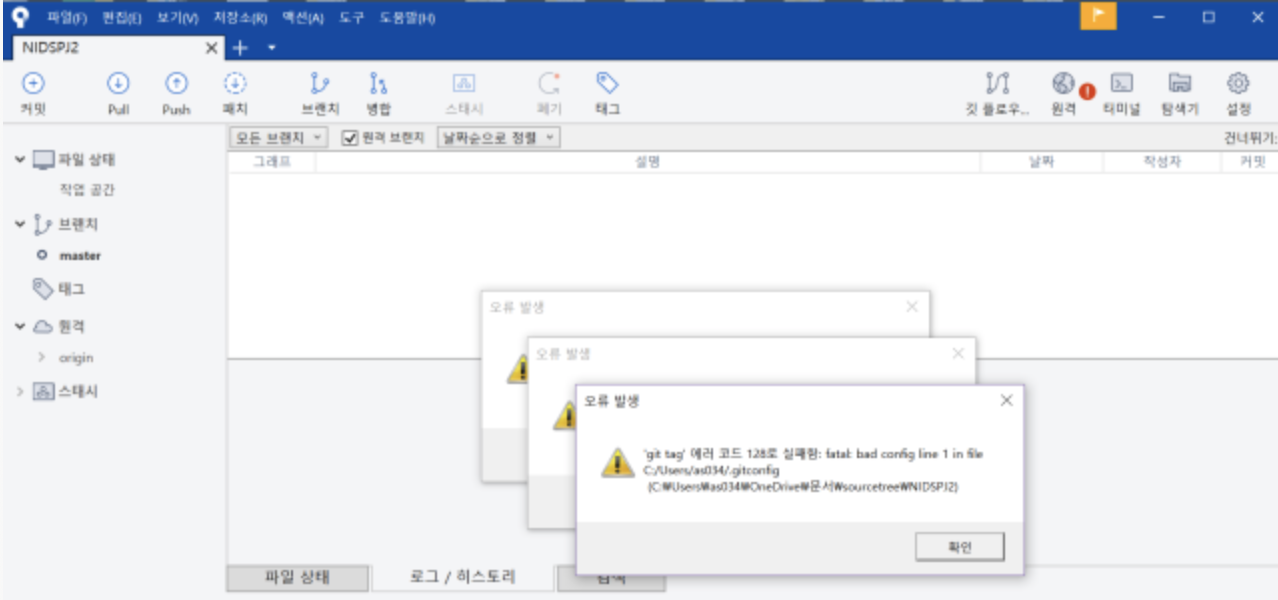 파일(F) 편집(E) 보기(V) 저장소(R) 액션(A) 도구 도움말(H)
NIDSPJ2
커밋 Pull Push 패치 브랜치 병합 스태시 폐기 태그 깃 플로우... 원격 터미널 탐색기 설정
모든 브랜치 원격 브랜치 날짜순으로 정렬 건너뛰기:
그래프 설명 날짜 작성자 커밋
파일 상태
작업 공간
브랜치
master
태그
원격
origin
스태시
오류 발생
오류 발생
오류 발생
'git tag' 에러 코드 128로 실패함: fatal: bad config line 1 in file
C:/Users/as034/.gitconfig
(C:₩Users₩as034₩OneDrive₩문서₩sourcetree₩NIDSPJ2)
확인
파일 상태 로그 / 히스토리 검색